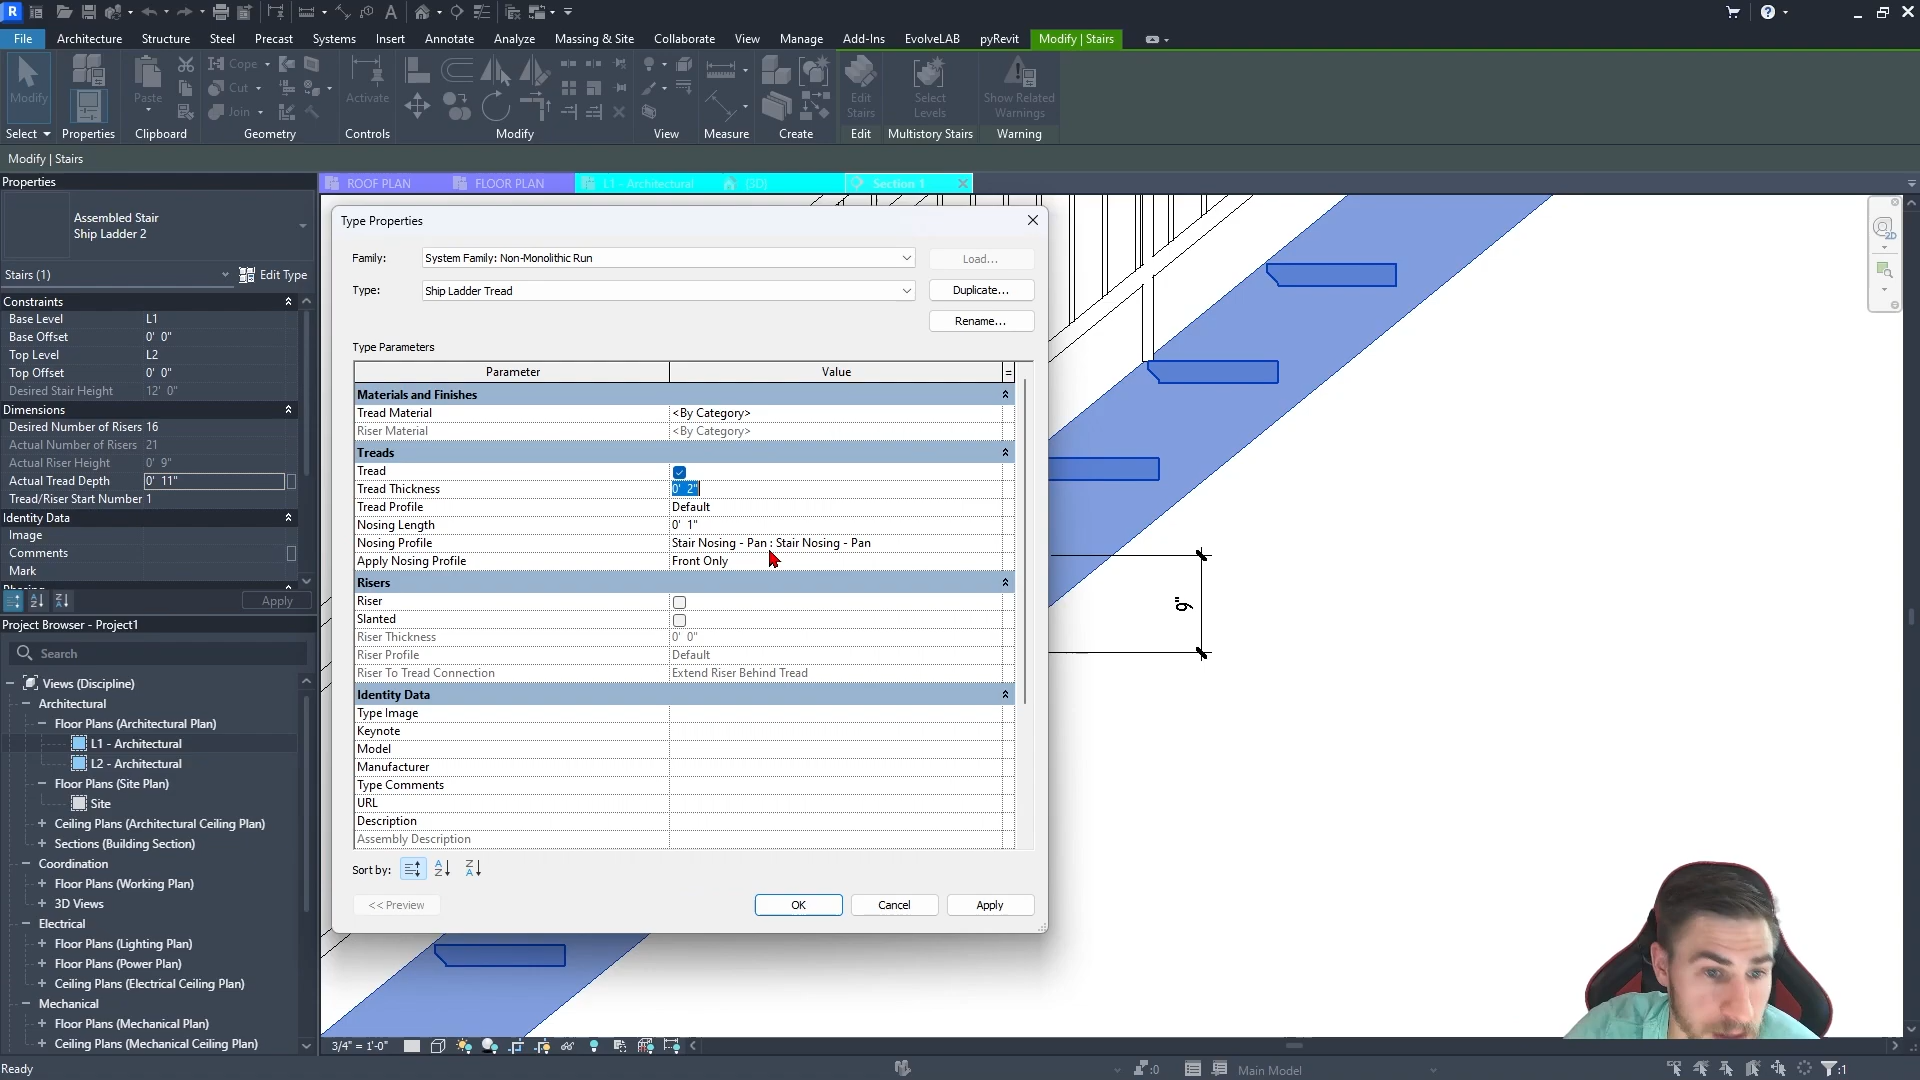 File Architecture Structure Steel Precast Systems Insert Annotate Analyze Massing & Site Collaborate View Manage Add-Ins EvolveLAB pyRevit Modify | Stairs
Modify
Paste
Cope
Cut
Join
Activate
Edit Stairs
Select Levels
Show Related Warnings
Select Properties Clipboard Geometry Controls Modify View Measure Create Edit Multistory Stairs Warning
Modify | Stairs
Properties
ROOF PLAN FLOOR PLAN L1 - Architectural {3D} Section 1
Assembled Stair
Ship Ladder 2
Stairs (1) Edit Type
Constraints
Base Level L1
Base Offset 0' 0"
Top Level L2
Top Offset 0' 0"
Desired Stair Height 12' 0"
Dimensions
Desired Number of Risers 16
Actual Number of Risers 21
Actual Riser Height 0' 9"
Actual Tread Depth 0' 11"
Tread/Riser Start Number 1
Identity Data
Image
Comments
Mark
Phasing
Apply
Project Browser - Project1
Search
Views (Discipline)
Architectural
Floor Plans (Architectural Plan)
L1 - Architectural
L2 - Architectural
Floor Plans (Site Plan)
Site
Ceiling Plans (Architectural Ceiling Plan)
Sections (Building Section)
Coordination
Floor Plans (Working Plan)
3D Views
Electrical
Floor Plans (Lighting Plan)
Floor Plans (Power Plan)
Ceiling Plans (Electrical Ceiling Plan)
Mechanical
Floor Plans (Mechanical Plan)
Ceiling Plans (Mechanical Ceiling Plan)
Type Properties
Family: System Family: Non-Monolithic Run Load...
Type: Ship Ladder Tread Duplicate...
Rename...
Type Parameters
Parameter Value =
Materials and Finishes
Tread Material <By Category>
Riser Material <By Category>
Treads
Tread
Tread Thickness 0' 2"
Tread Profile Default
Nosing Length 0' 1"
Nosing Profile Stair Nosing - Pan : Stair Nosing - Pan
Apply Nosing Profile Front Only
Risers
Riser
Slanted
Riser Thickness 0' 0"
Riser Profile Default
Riser To Tread Connection Extend Riser Behind Tread
Identity Data
Type Image
Keynote
Model
Manufacturer
Type Comments
URL
Description
Assembly Description
Sort by:
<< Preview OK Cancel Apply
9"
2D
3/4" = 1'-0"
Ready :0 Main Model :1